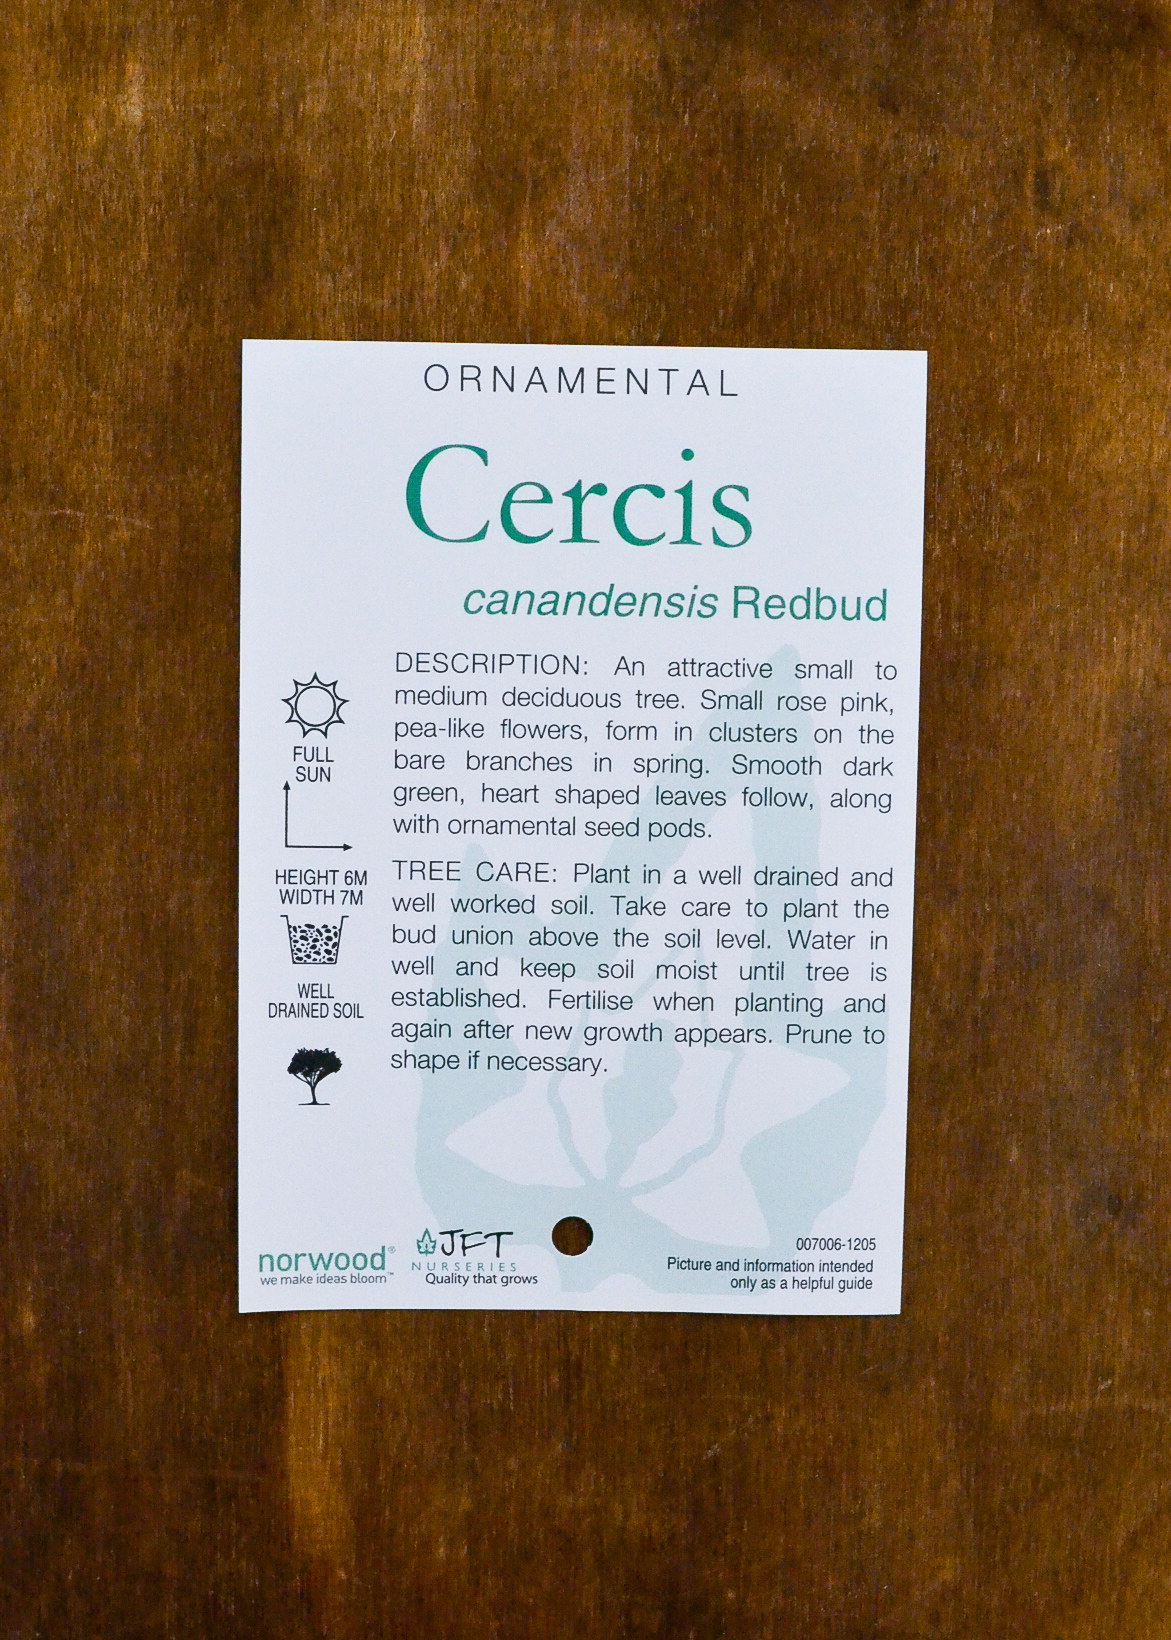 ORNAMENTAL
Cercis
canandensis Redbud
DESCRIPTION: An attractive small to
medium deciduous tree. Small rose pink,
pea-like flowers, form in clusters on the
bare branches in spring. Smooth dark
green, heart shaped leaves follow, along
with ornamental seed pods.
TREE CARE: Plant in a well drained and
well worked soil. Take care to plant the
bud union above the soil level. Water in
well and keep soil moist until tree is
established. Fertilise when planting and
again after new growth appears. Prune to
shape if necessary.
FULL
SUN
HEIGHT 6M
WIDTH 7M
WELL
DRAINED SOIL
norwood®
we make ideas bloom™
JFT
NURSERIES
Quality that grows
007006-1205
Picture and information intended
only as a helpful guide